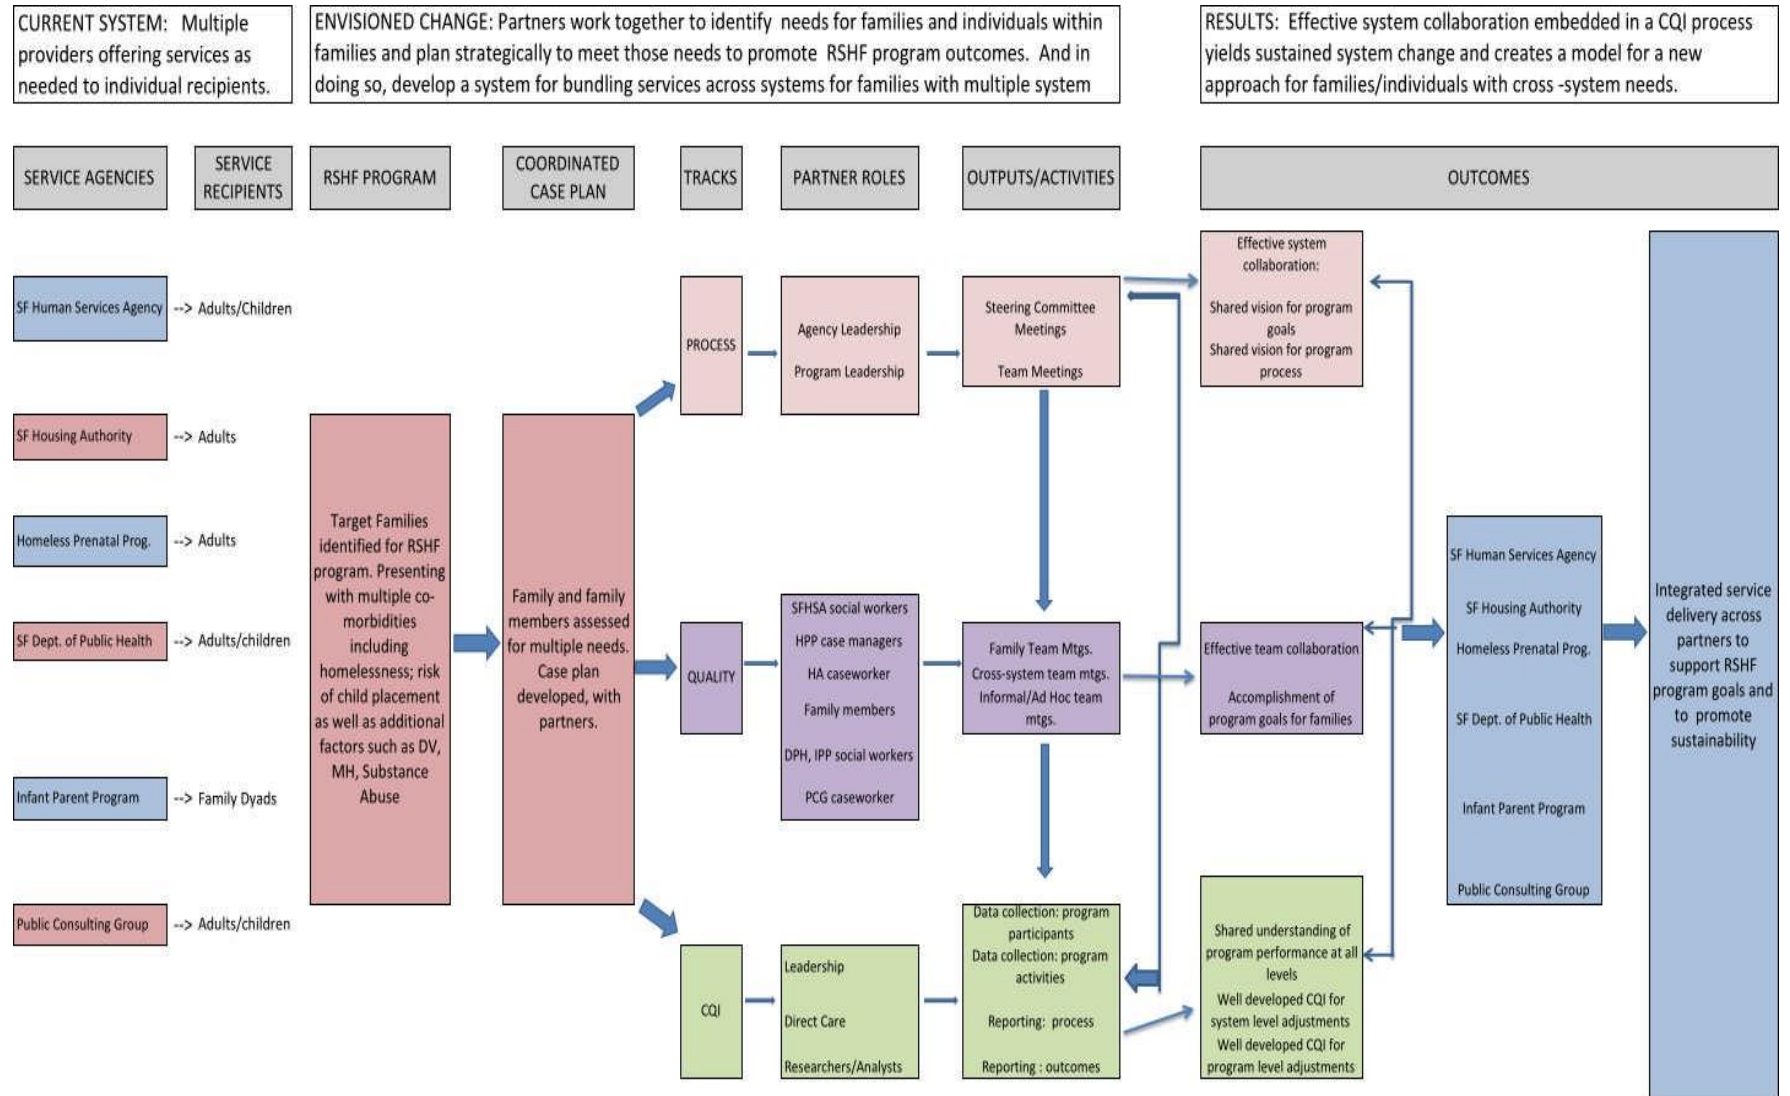 CURRENT SYSTEM: Multiple
providers offering services as
needed to individual recipients.
ENVISIONED CHANGE: Partners work together to identify needs for families and individuals within
families and plan strategically to meet those needs to promote RSHF program outcomes. And in
doing so, develop a system for bundling services across systems for families with multiple system
RESULTS: Effective system collaboration embedded in a CQI process
yields sustained system change and creates a model for a new
approach for families/individuals with cross -system needs.
SERVICE AGENCIES
SERVICE
RECIPIENTS
RSHF PROGRAM
COORDINATED
CASE PLAN
TRACKS
PARTNER ROLES
OUTPUTS/ACTIVITIES
OUTCOMES
SF Human Services Agency
--> Adults/Children
SF Housing Authority
--> Adults
Homeless Prenatal Prog.
--> Adults
SF Dept. of Public Health
--> Adults/children
Infant Parent Program
--> Family Dyads
Public Consulting Group
--> Adults/children
Target Families
identified for RSHF
program. Presenting
with multiple co-
morbidities
including
homelessness; risk
of child placement
as well as additional
factors such as DV,
MH, Substance
Abuse
Family and family
members assessed
for multiple needs.
Case plan
developed, with
partners.
PROCESS
Agency Leadership
Program Leadership
Steering Committee
Meetings
Team Meetings
Effective system
collaboration:
Shared vision for program
goals
Shared vision for program
process
QUALITY
SFHSA social workers
HPP case managers
HA caseworker
Family members
DPH, IPP social workers
PCG caseworker
Family Team Mtgs.
Cross-system team mtgs.
Informal/Ad Hoc team
mtgs.
Effective team collaboration
Accomplishment of
program goals for families
CQI
Leadership
Direct Care
Researchers/Analysts
Data collection: program
participants
Data collection: program
activities
Reporting: process
Reporting : outcomes
Shared understanding of
program performance at all
levels
Well developed CQI for
system level adjustments
Well developed CQI for
program level adjustments
SF Human Services Agency
SF Housing Authority
Homeless Prenatal Prog.
SF Dept. of Public Health
Infant Parent Program
Public Consulting Group
Integrated service
delivery across
partners to
support RSHF
program goals and
to promote
sustainability